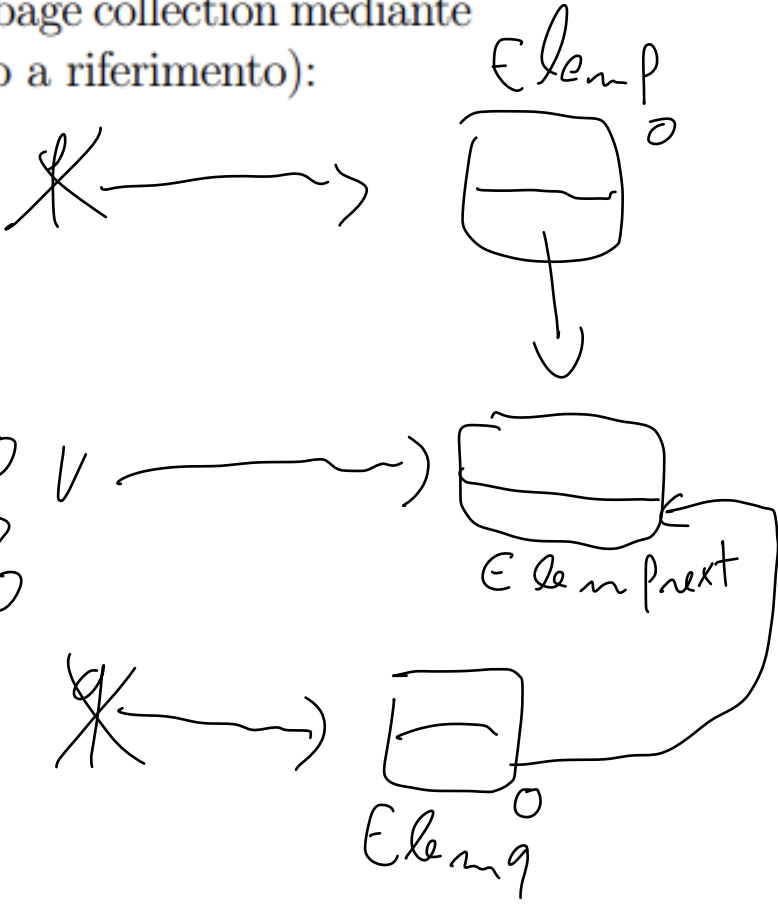 bage collection mediante
o a riferimento):
Elem p
0
p
V
Elem pnext
q
0
Elem q